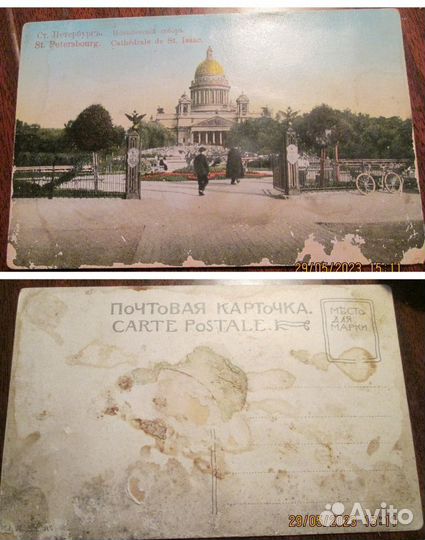 Ст. Петербургъ. Исаакіевскій соборъ.
St. Petersbourg. Cathédrale de St. Isaac.
29/05/2023 15:11
ПОЧТОВАЯ КАРТОЧКА.
CARTE POSTALE.
МѢСТО
ДЛЯ
МАРКИ.
29/05/2023 15:10
Avito